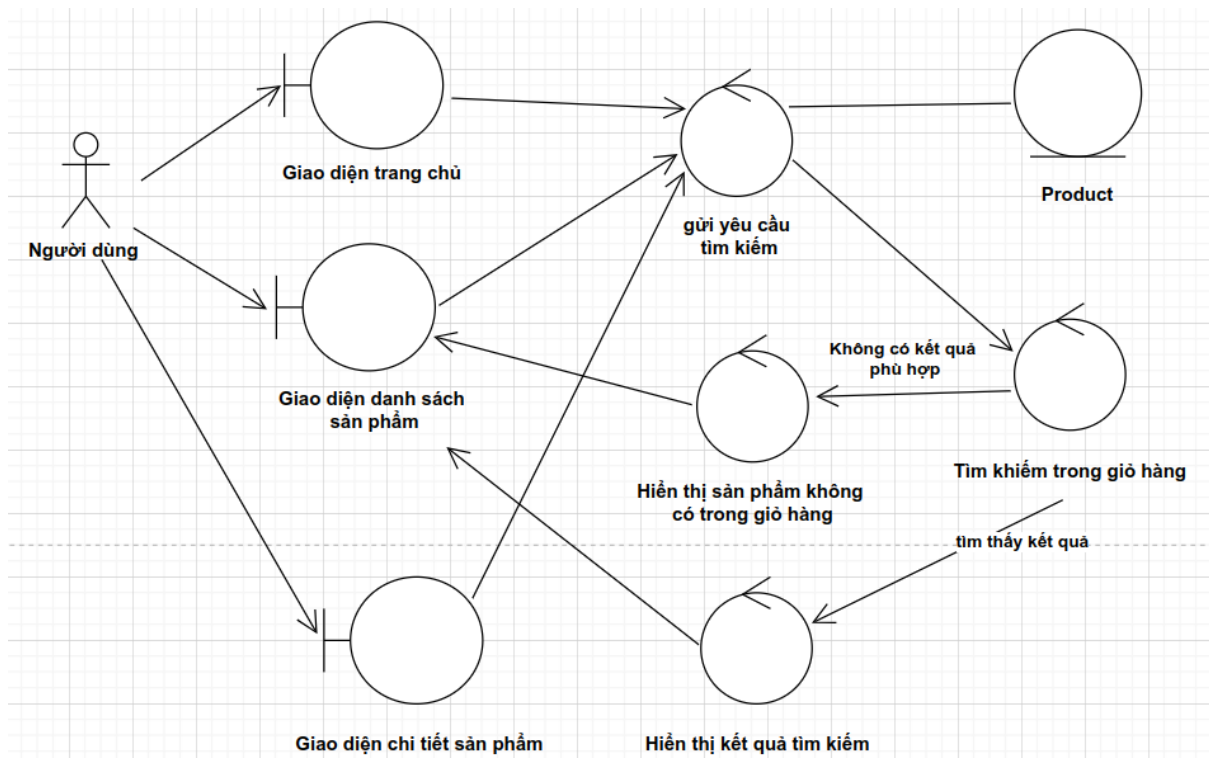 Giao diện trang chủ
Product
gửi yêu cầu
tìm kiếm
Người dùng
Không có kết quả
phù hợp
Giao diện danh sách
sản phẩm
Tìm khiếm trong giỏ hàng
Hiển thị sản phẩm không
có trong giỏ hàng
tìm thấy kết quả
Giao diện chi tiết sản phẩm
Hiển thị kết quả tìm kiếm